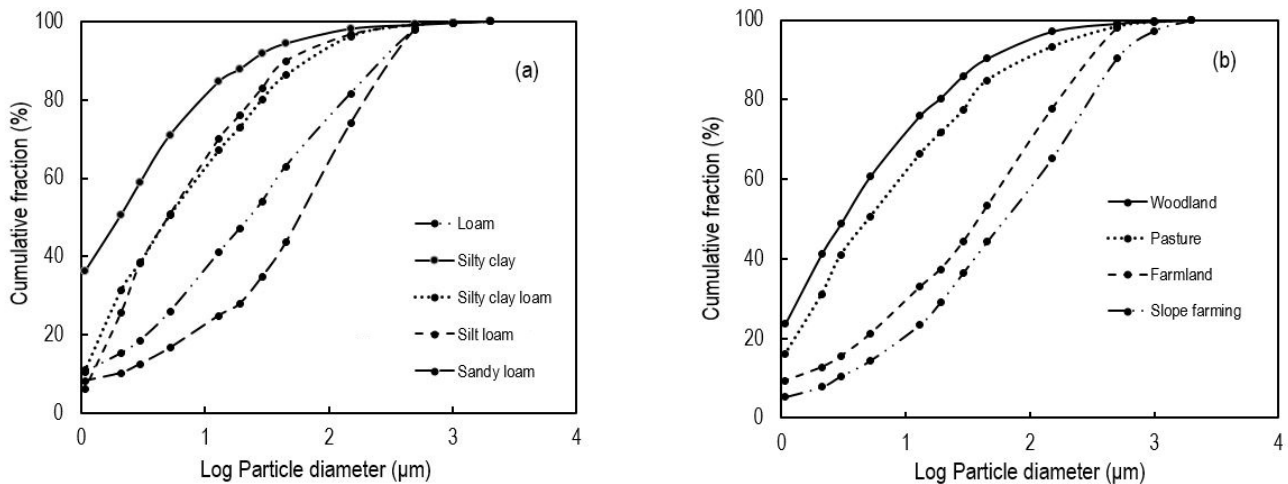 100
80
60
40
20
0
Cumulative fraction (%)
(a)
Loam
Silty clay
Silty clay loam
Silt loam
Sandy loam
0 1 2 3 4
Log Particle diameter (µm)
100
80
60
40
20
0
Cumulative fraction (%)
(b)
Woodland
Pasture
Farmland
Slope farming
0 1 2 3 4
Log Particle diameter (µm)